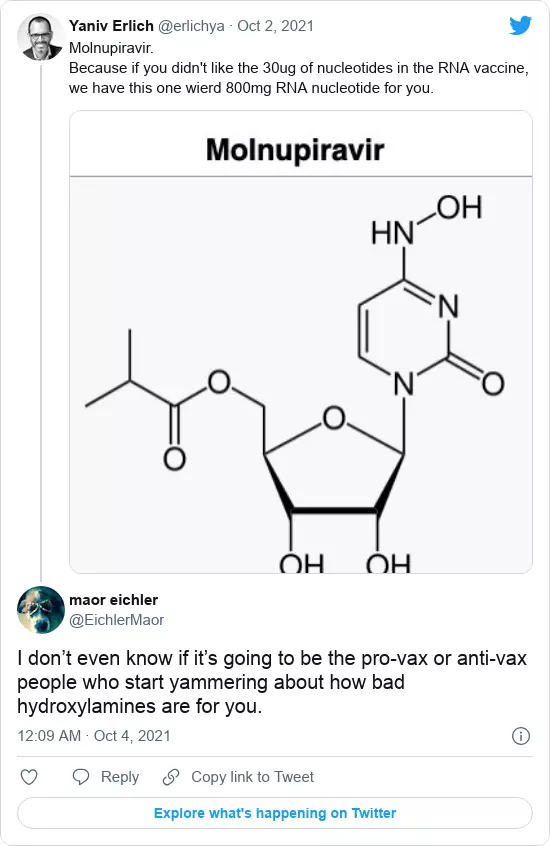 Yaniv Erlich @erlichya · Oct 2, 2021
Molnupiravir.
Because if you didn't like the 30ug of nucleotides in the RNA vaccine,
we have this one wierd 800mg RNA nucleotide for you.
Molnupiravir
OH
HN
N
N
O
O
O
O
OH
OH
maor eichler
@EichlerMaor
I don’t even know if it’s going to be the pro-vax or anti-vax
people who start yammering about how bad
hydroxylamines are for you.
12:09 AM · Oct 4, 2021
Reply
Copy link to Tweet
Explore what's happening on Twitter